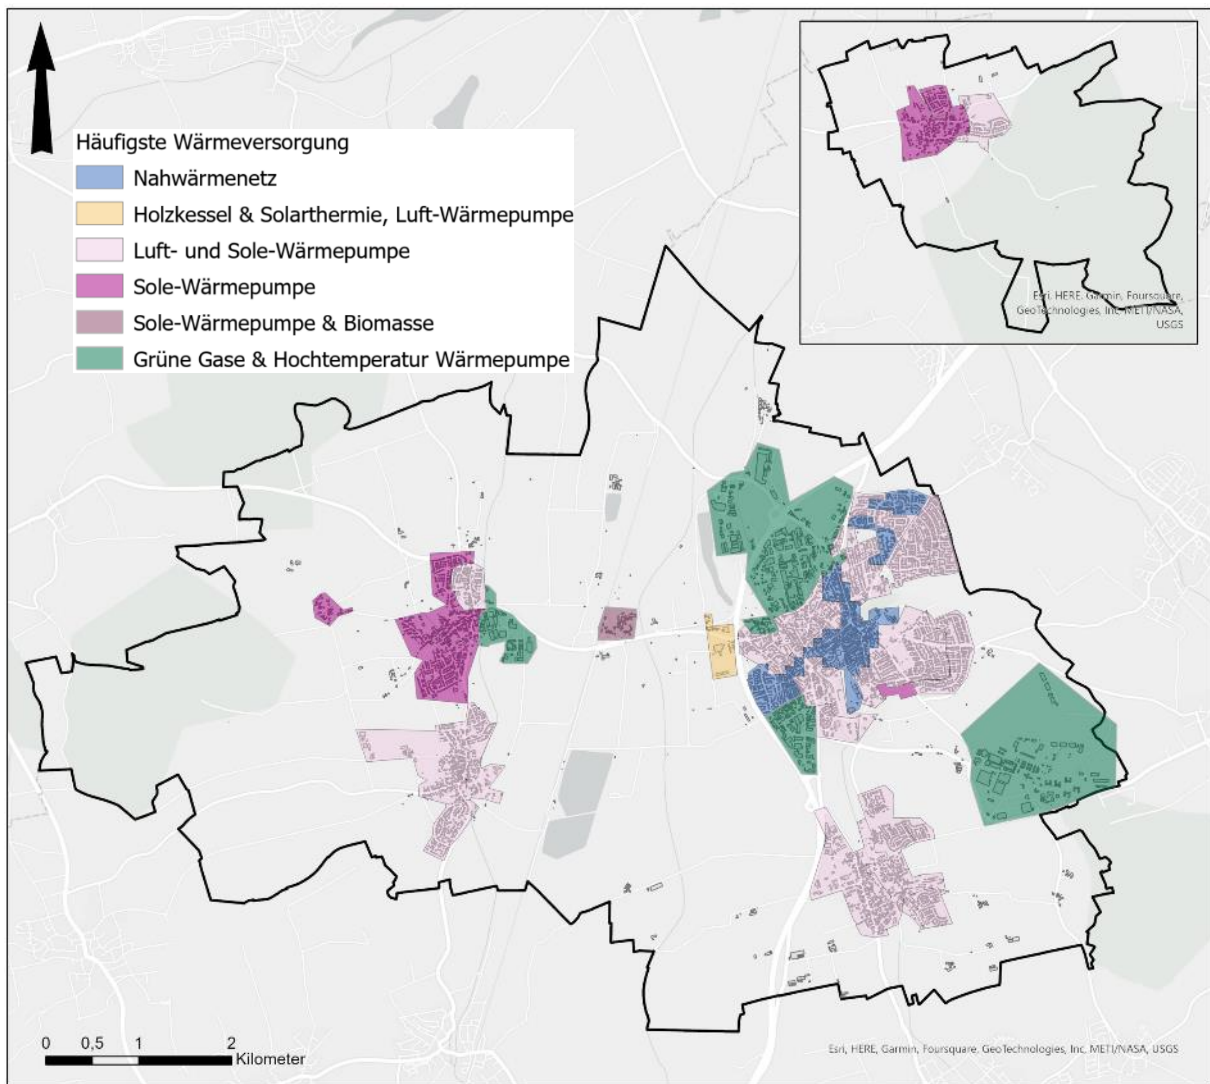 Häufigste Wärmeversorgung
Nahwärmenetz
Holzkessel & Solarthermie, Luft-Wärmepumpe
Luft- und Sole-Wärmepumpe
Sole-Wärmepumpe
Sole-Wärmepumpe & Biomasse
Grüne Gase & Hochtemperatur Wärmepumpe
Esri, HERE, Garmin, Foursquare,
GeoTechnologies, Inc, METI/NASA,
USGS
0 0,5 1 2
Kilometer
Esri, HERE, Garmin, Foursquare, GeoTechnologies, Inc, METI/NASA, USGS